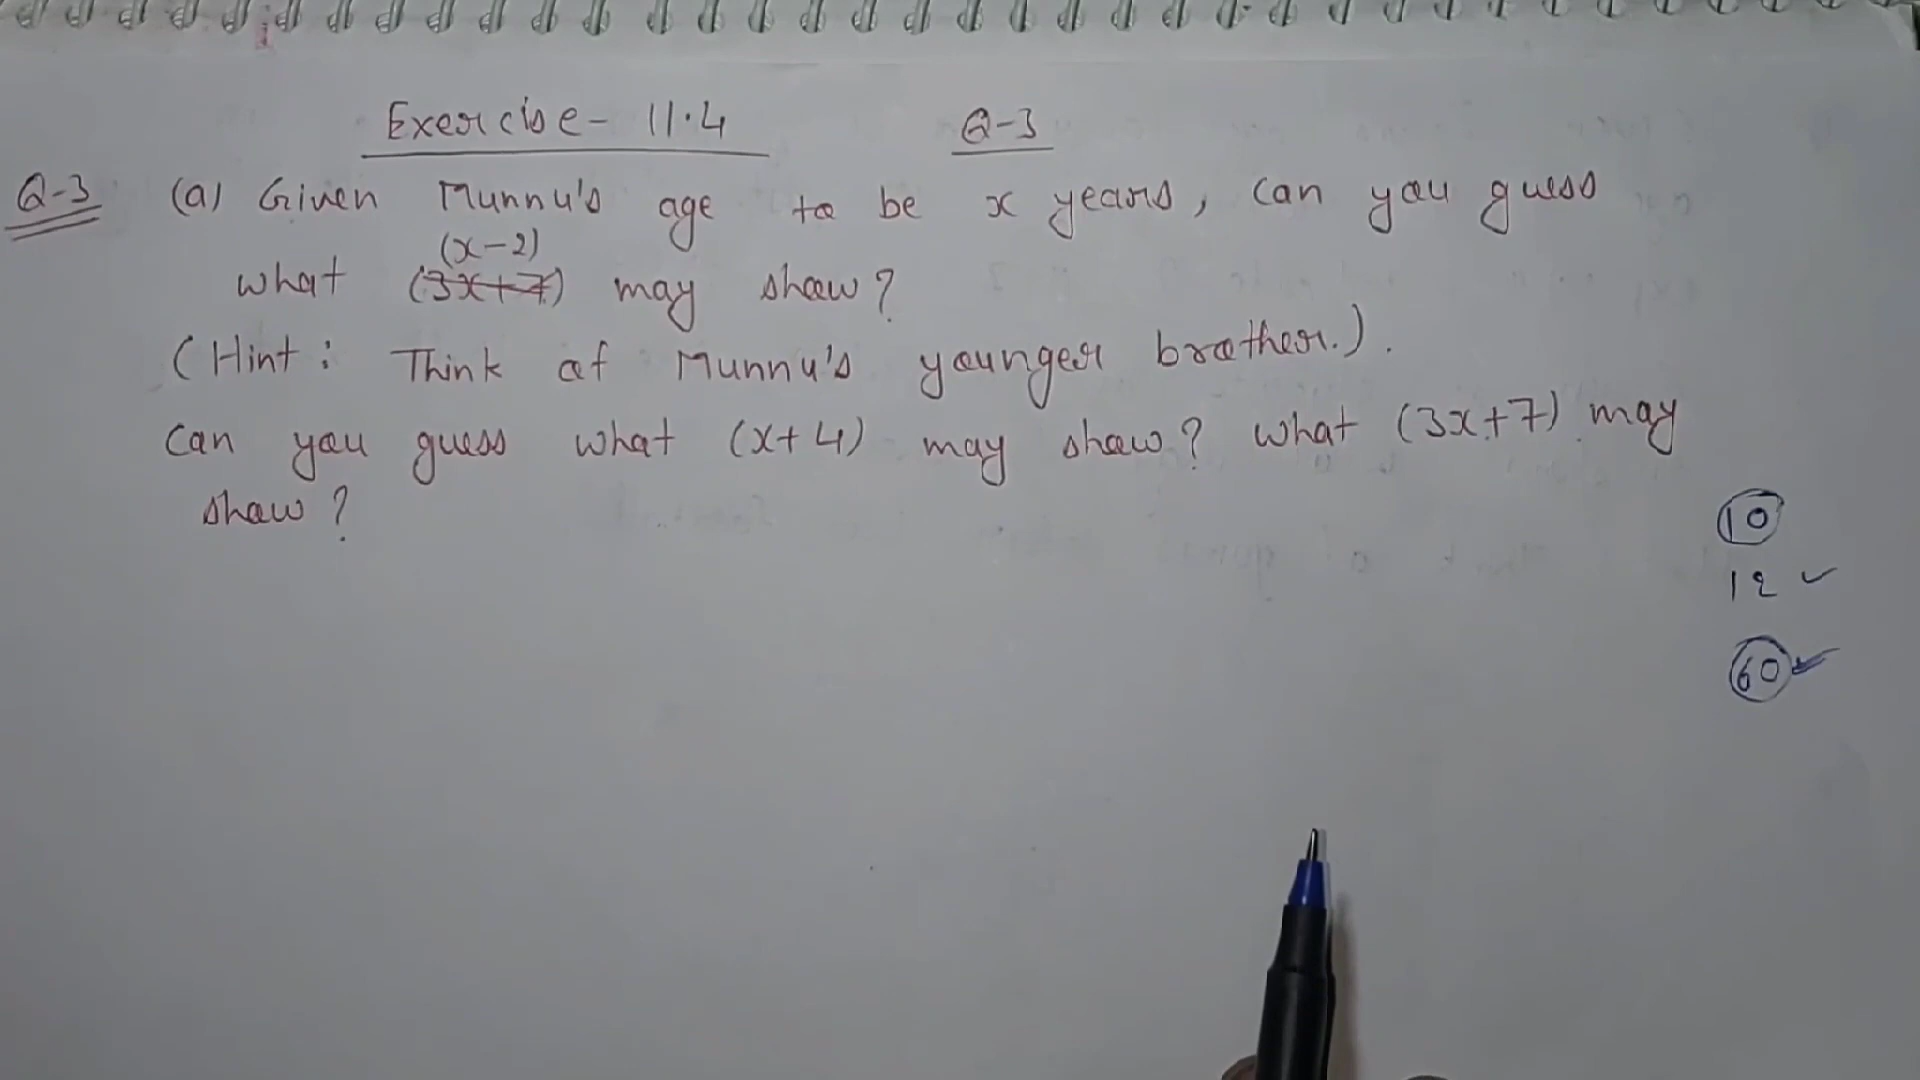 Exercise - 11.4 Q-3
Q-3 (a) Given Munnu's age to be x years, can you guess
(x-2)
what (3x+7) may show?
(Hint: Think of Munnu's younger brother.).
Can you guess what (x+4) may show? What (3x+7) may
show?
10
12 ✓
60 ✓